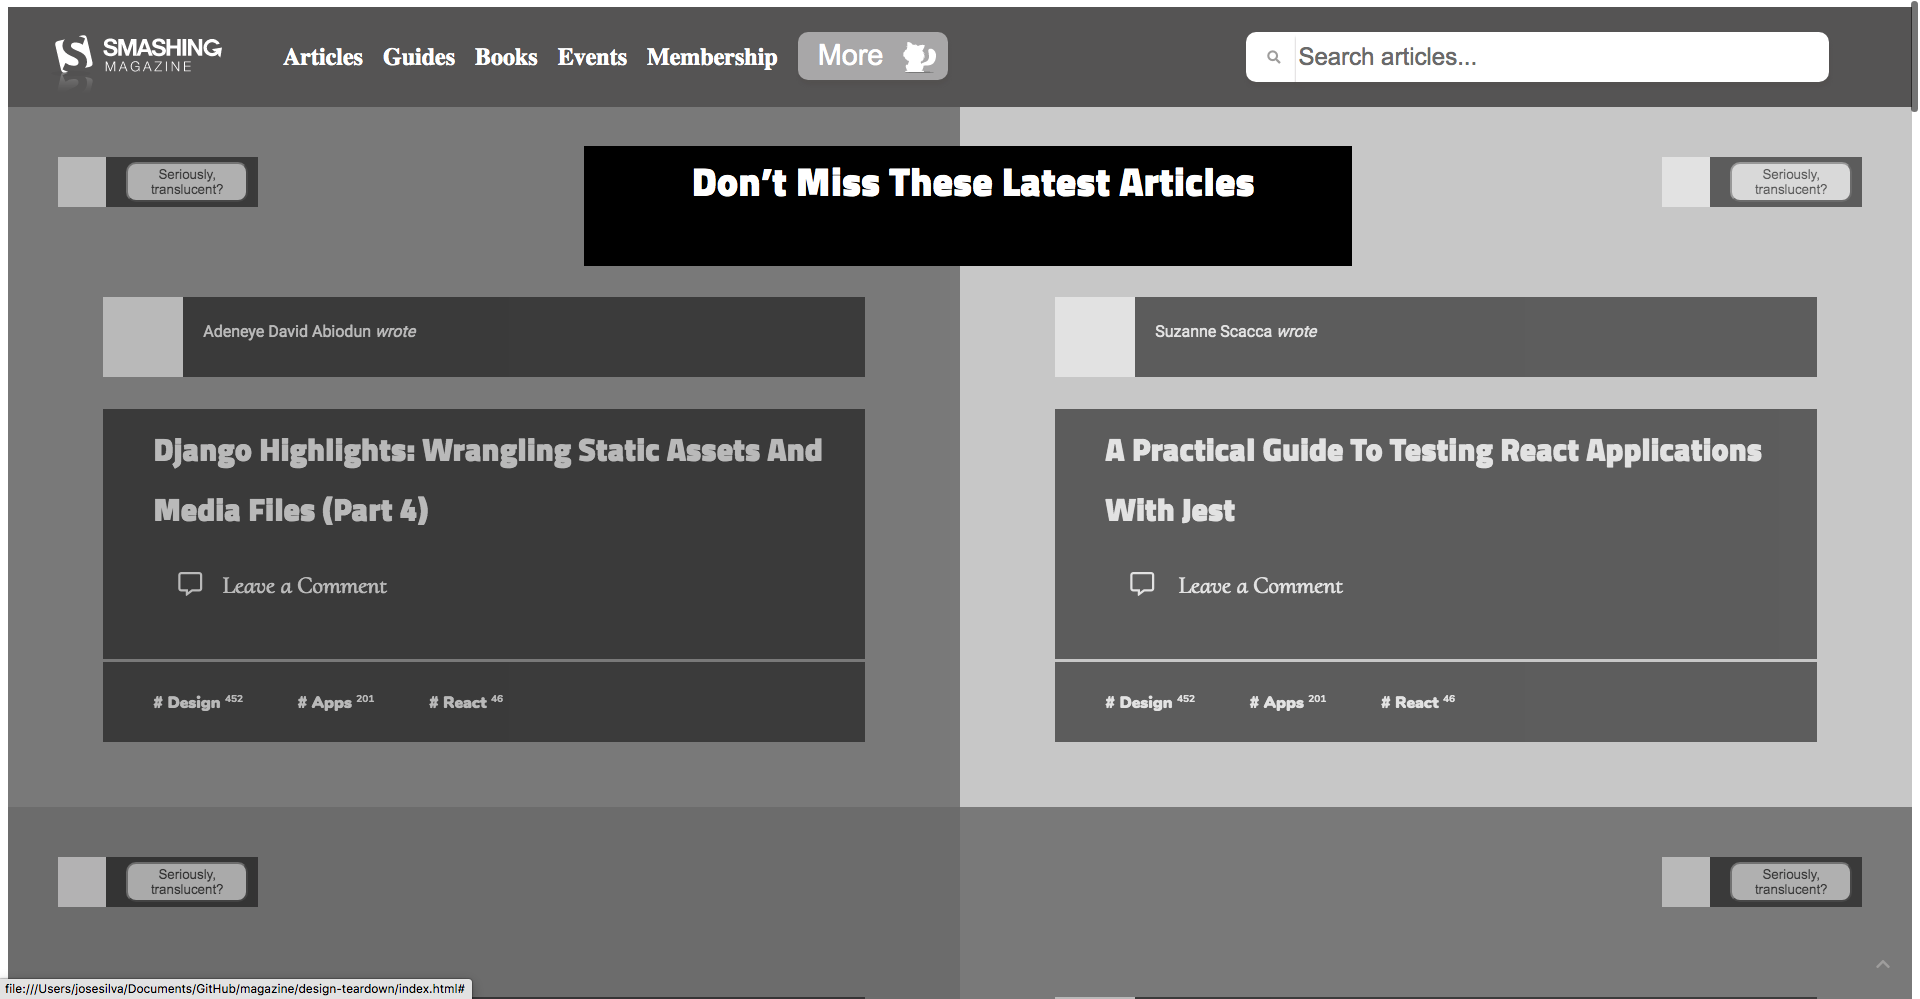 SMASHING
MAGAZINE
Articles Guides Books Events Membership More
Search articles...
Seriously,
translucent?
Don’t Miss These Latest Articles
Seriously,
translucent?
Adeneye David Abiodun wrote
Django Highlights: Wrangling Static Assets And
Media Files (Part 4)
Leave a Comment
# Design 452 # Apps 201 # React 46
Suzanne Scacca wrote
A Practical Guide To Testing React Applications
With Jest
Leave a Comment
# Design 452 # Apps 201 # React 46
Seriously,
translucent?
Seriously,
translucent?
file:///Users/josesilva/Documents/GitHub/magazine/design-teardown/index.html#